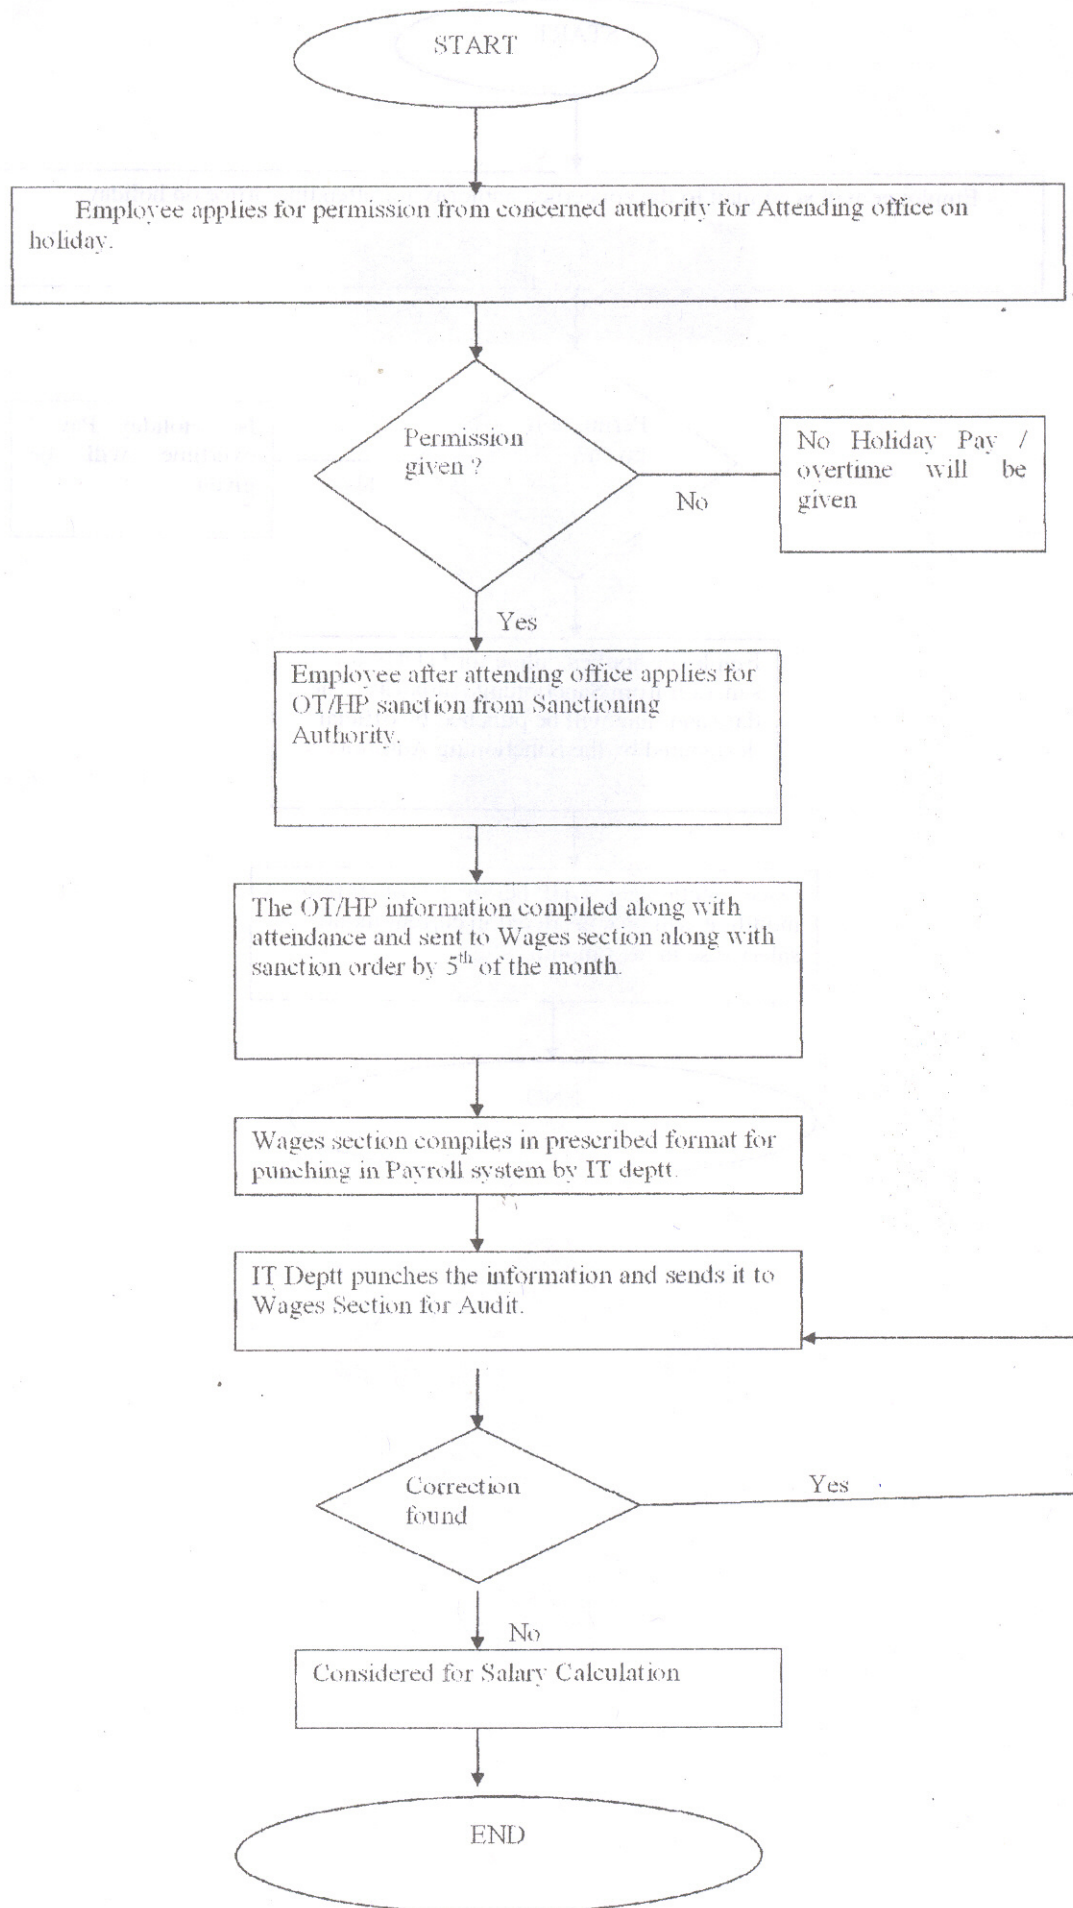 START
Employee applies for permission from concerned authority for Attending office on
holiday.
Permission
given ?
No
No Holiday Pay /
overtime will be
given
Yes
Employee after attending office applies for
OT/HP sanction from Sanctioning
Authority.
The OT/HP information compiled along with
attendance and sent to Wages section along with
sanction order by 5th of the month.
Wages section compiles in prescribed format for
punching in Payroll system by IT deptt.
IT Deptt punches the information and sends it to
Wages Section for Audit.
Correction
found
Yes
No
Considered for Salary Calculation
END